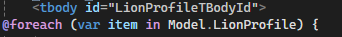 <tbody id="LionProfileTBodyId">
@foreach (var item in Model.LionProfile) {